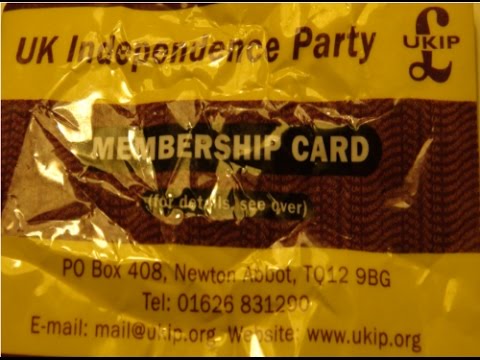 UK Independence Party
UKIP
MEMBERSHIP CARD
(for details, see over)
PO Box 408, Newton Abbot, TQ12 9BG
Tel: 01626 831290
E-mail: mail@ukip.org Website: www.ukip.org